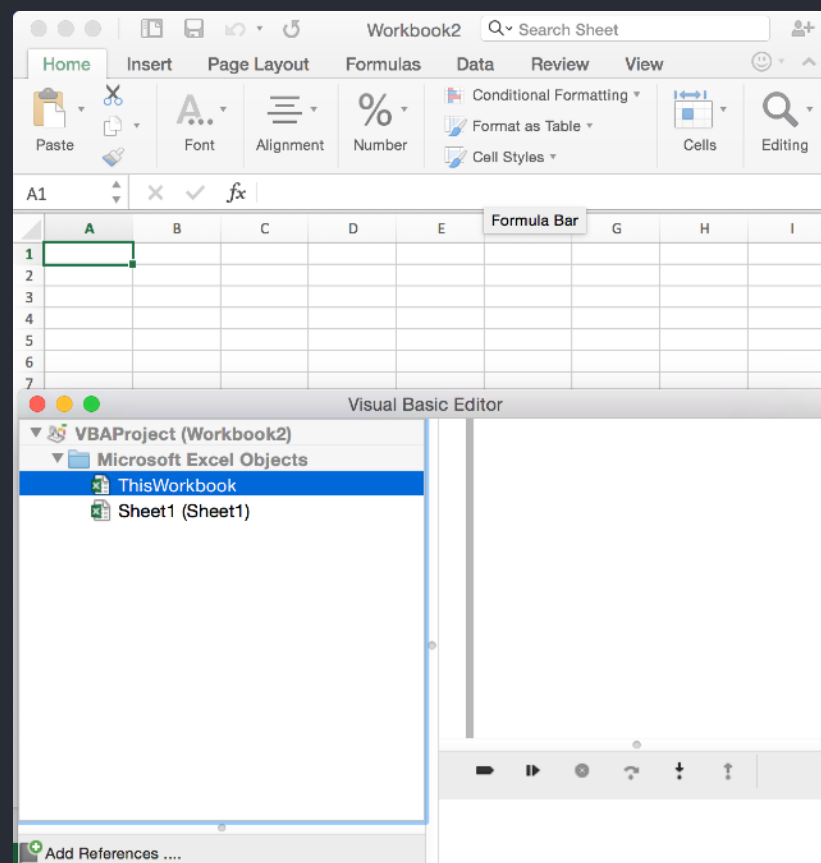 Workbook2 Search Sheet
Home Insert Page Layout Formulas Data Review View
Paste
A...
Font
Alignment
%
Number
Conditional Formatting
Format as Table
Cell Styles
Cells
Editing
A1 fx
Formula Bar
A B C D E G H I
1
2
3
4
5
6
7
Visual Basic Editor
VBAProject (Workbook2)
Microsoft Excel Objects
ThisWorkbook
Sheet1 (Sheet1)
Add References ....